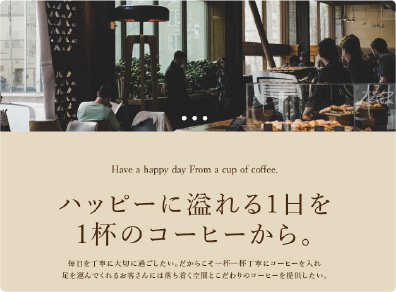 Have a happy day From a cup of coffee.
ハッピーに溢れる1日を
1杯のコーヒーから。
毎日を丁寧に大切に過ごしたい。だからこそ一杯一杯丁寧にコーヒーを入れ
足を運んでくれるお客さんには落ち着く空間とこだわりのコーヒーを提供したい。